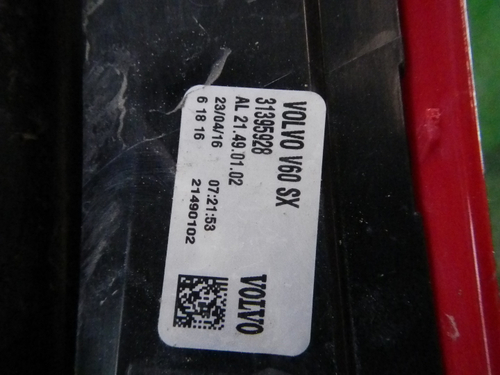 VOLVO V60 SX
31395928
AL 21.49.01.02
23/04/16 07:21:53
6 18 16 21490102
VOLVO